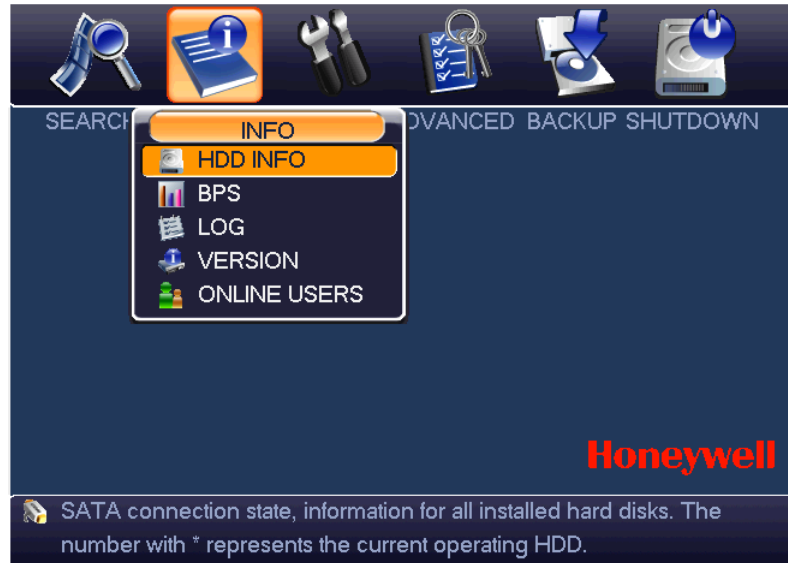 SEARCH
DVANCED BACKUP SHUTDOWN
INFO
HDD INFO
BPS
LOG
VERSION
ONLINE USERS
Honeywell
SATA connection state, information for all installed hard disks. The
number with * represents the current operating HDD.